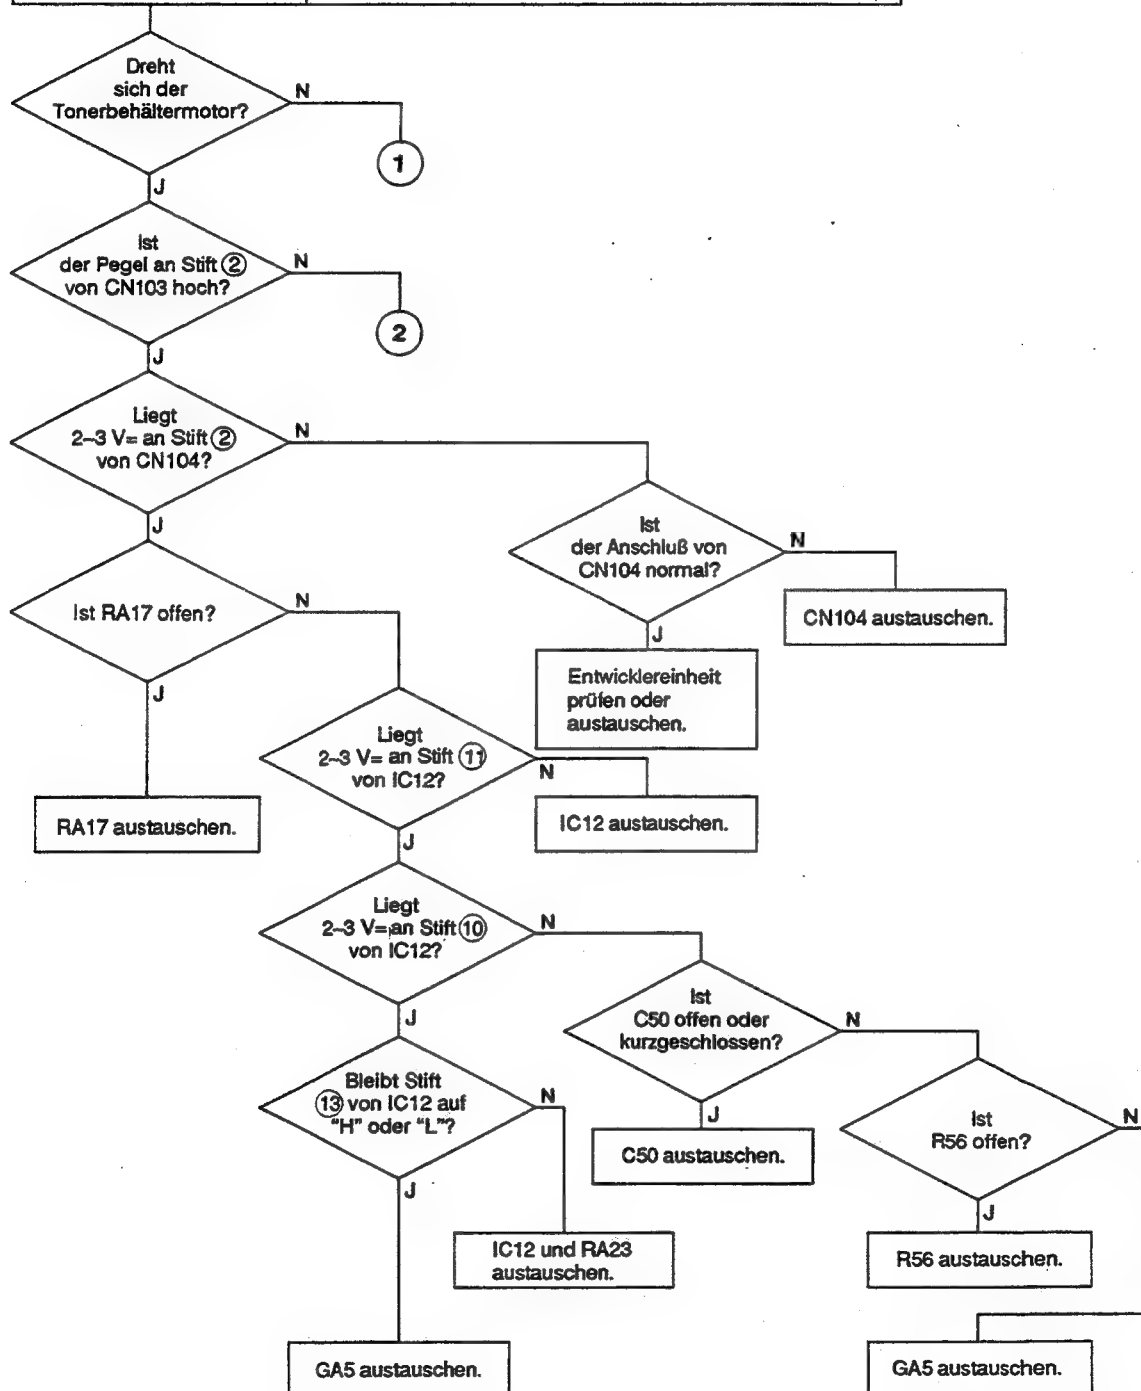 Dreht
sich der
Tonerbehältermotor?
N
1
J
Ist
der Pegel an Stift ②
von CN103 hoch?
N
2
J
Liegt
2~3 V= an Stift ②
von CN104?
N
J
Ist
der Anschluß von
CN104 normal?
N
CN104 austauschen.
J
Entwicklereinheit
prüfen oder
austauschen.
Ist RA17 offen?
N
J
RA17 austauschen.
Liegt
2~3 V= an Stift ⑪
von IC12?
N
IC12 austauschen.
J
Liegt
2~3 V= an Stift ⑩
von IC12?
N
J
Ist
C50 offen oder
kurzgeschlossen?
N
J
C50 austauschen.
Ist
R56 offen?
N
J
R56 austauschen.
GA5 austauschen.
Bleibt Stift
⑬ von IC12 auf
"H" oder "L"?
N
IC12 und RA23
austauschen.
J
GA5 austauschen.